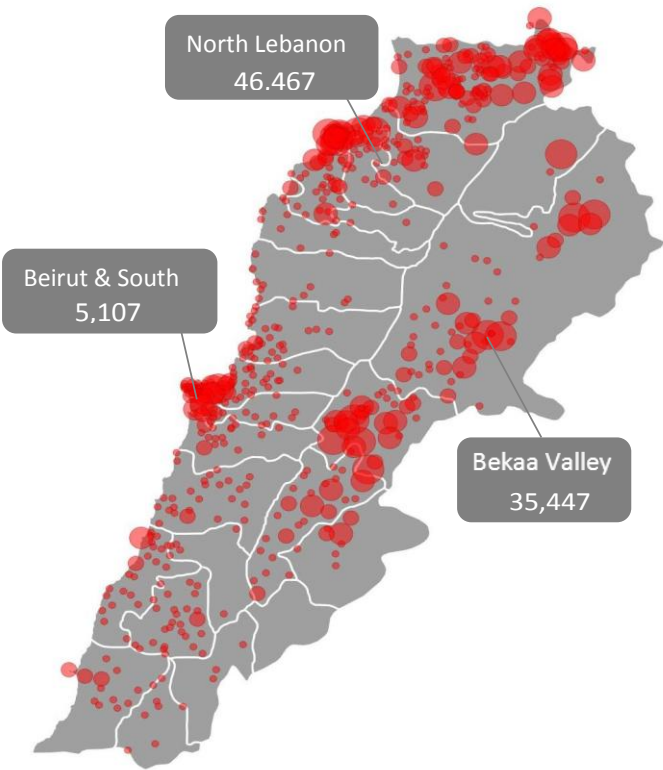 North Lebanon
46.467
Beirut & South
5,107
Bekaa Valley
35,447